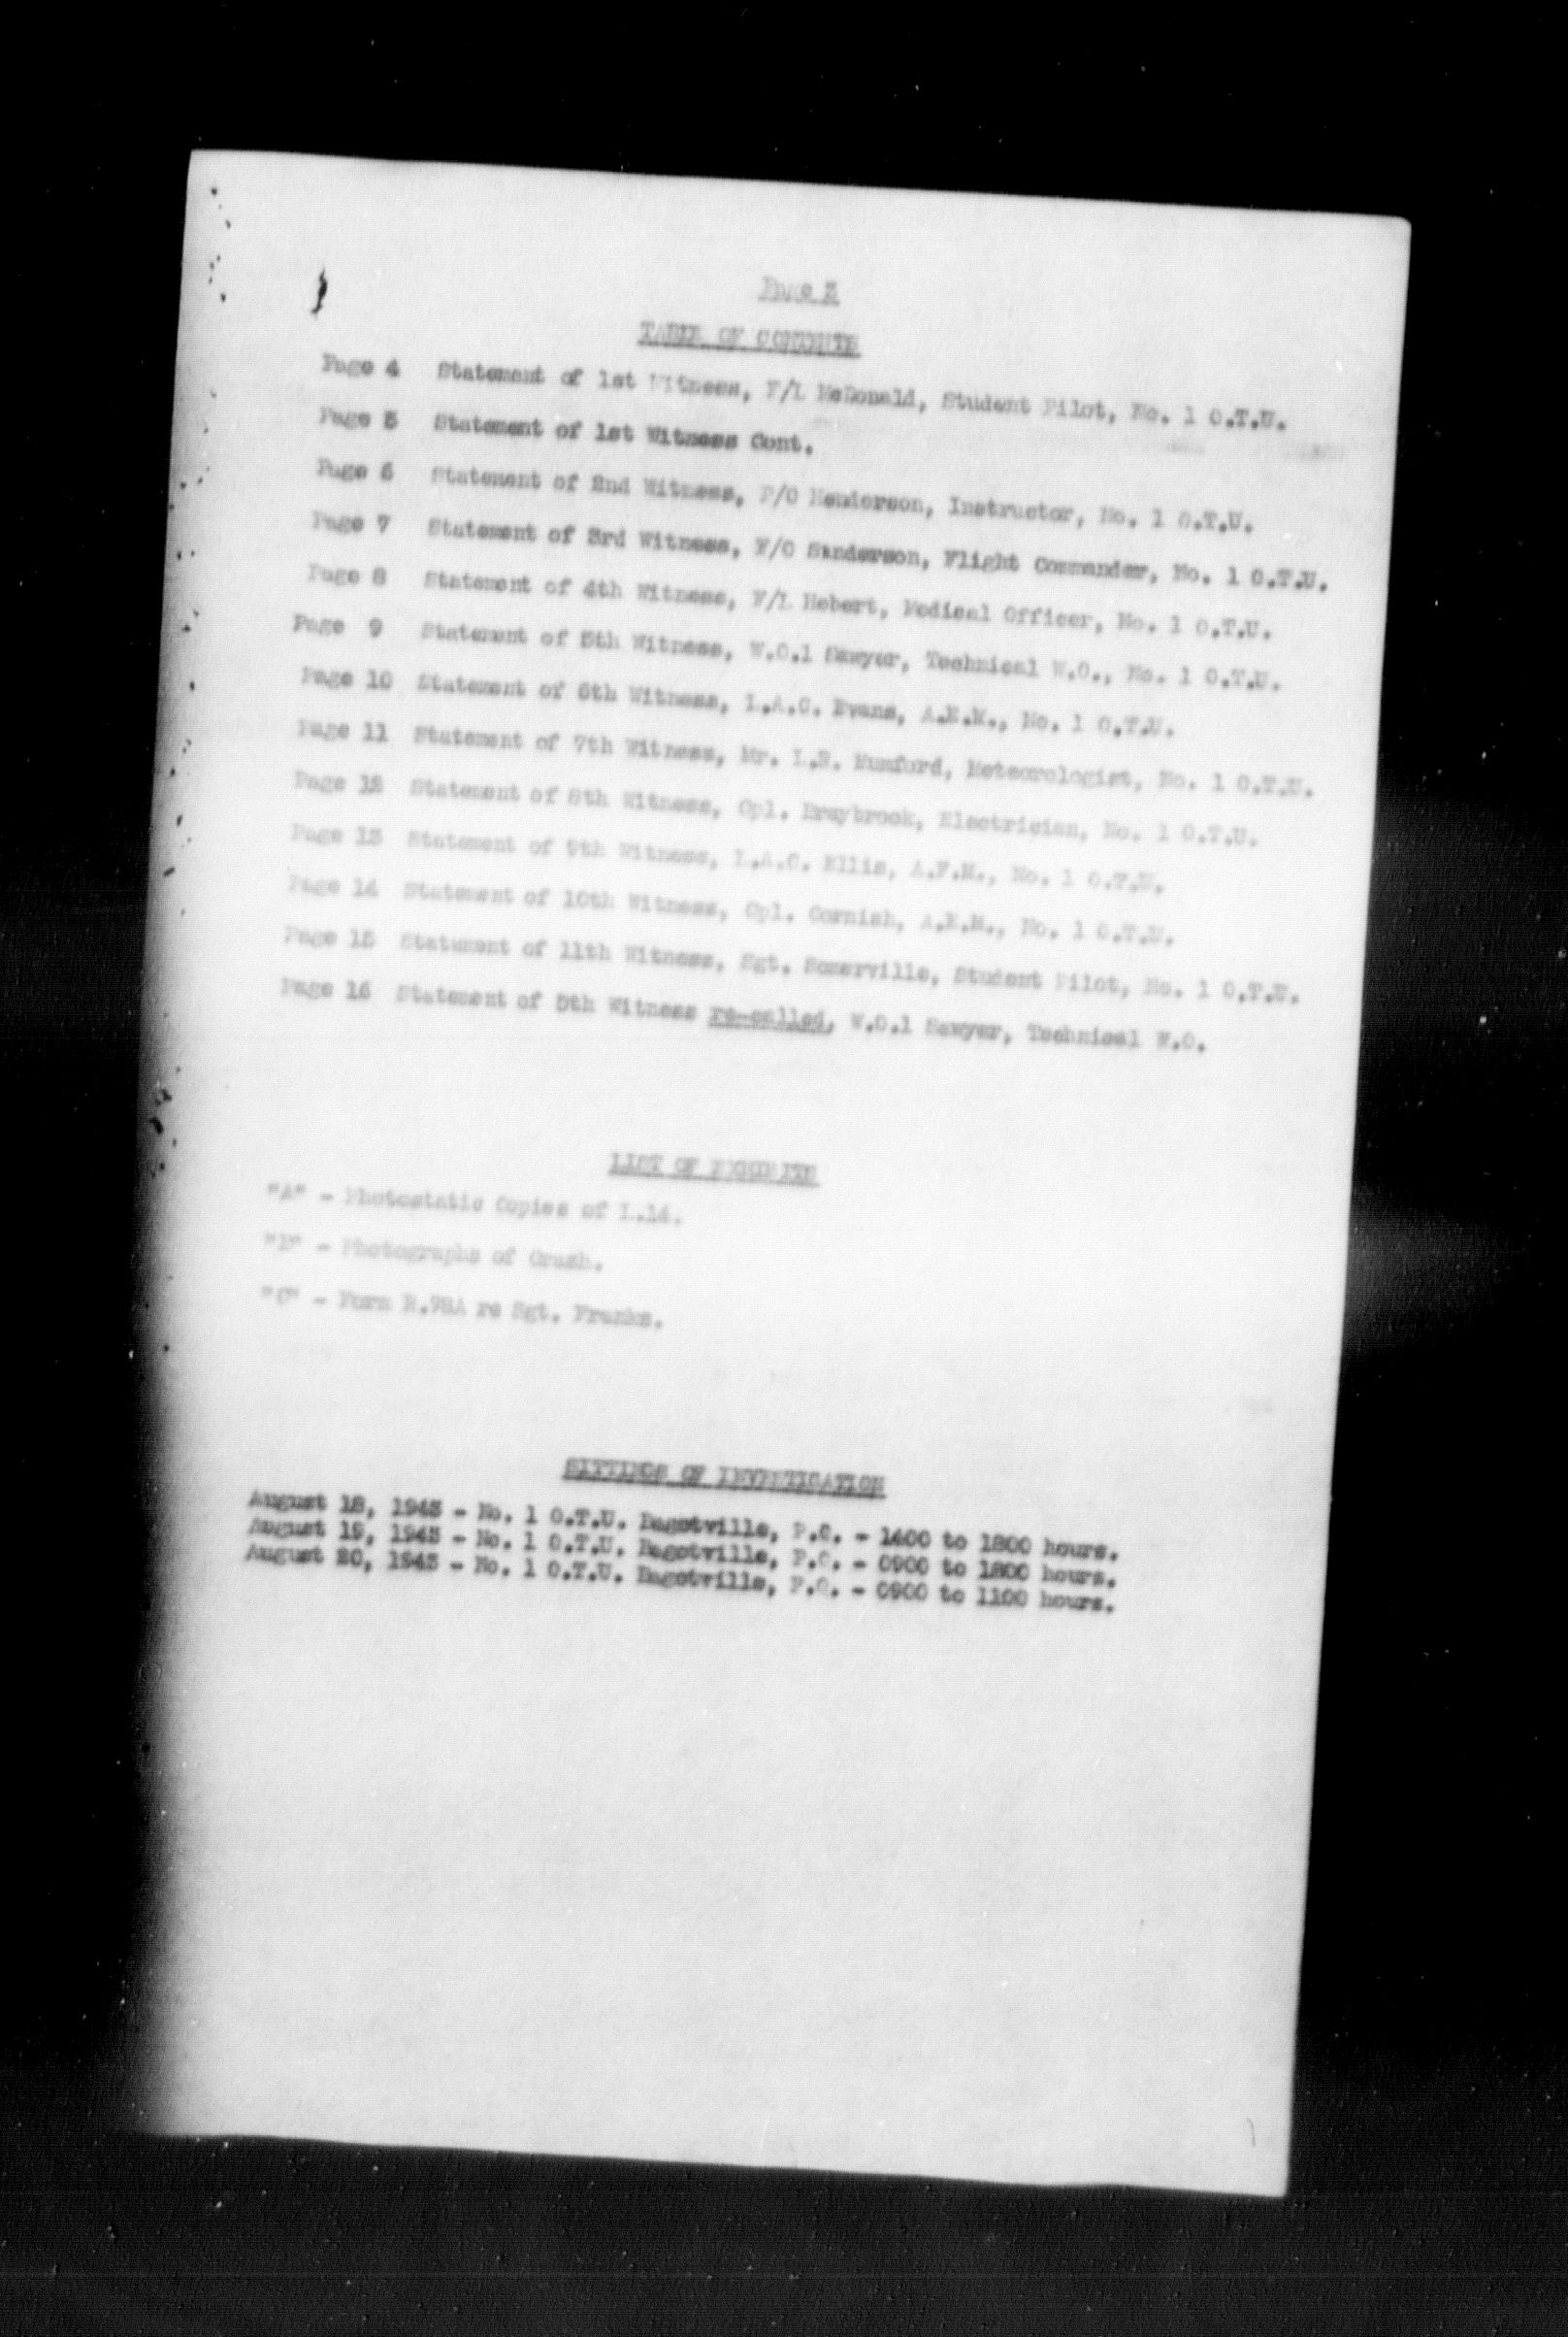 Page 3
TABLE OF CONTENTS
Page 4 Statement of 1st Witness, F/L McDonald, Student Pilot, No. 1 O.T.U.
Page 5 Statement of 1st Witness Cont.
Page 6 Statement of 2nd Witness, F/O Henderson, Instructor, No. 1 O.T.U.
Page 7 Statement of 3rd Witness, F/O Sanderson, Flight Commander, No. 1 O.T.U.
Page 8 Statement of 4th Witness, F/L Hebert, Medical Officer, No. 1 O.T.U.
Page 9 Statement of 5th Witness, W.O.1 Sawyer, Technical W.O., No. 1 O.T.U.
Page 10 Statement of 6th Witness, L.A.C. Evans, A.E.M., No. 1 O.T.U.
Page 11 Statement of 7th Witness, Mr. L.R. Mumford, Meteorologist, No. 1 O.T.U.
Page 12 Statement of 8th Witness, Cpl. Braybrook, Electrician, No. 1 O.T.U.
Page 13 Statement of 9th Witness, L.A.C. Ellis, A.F.M., No. 1 O.T.U.
Page 14 Statement of 10th Witness, Cpl. Cornish, A.E.M., No. 1 O.T.U.
Page 15 Statement of 11th Witness, Sgt. Somerville, Student Pilot, No. 1 O.T.U.
Page 16 Statement of 5th Witness re-called, W.O.1 Sawyer, Technical W.O.
LIST OF EXHIBITS
"A" - Photostatic Copies of L.14.
"B" - Photographs of Crash.
"C" - Form R.78A re Sgt. Franks.
SITTINGS OF INVESTIGATION
August 18, 1943 - No. 1 O.T.U. Bagotville, P.Q. - 1400 to 1800 hours.
August 19, 1943 - No. 1 O.T.U. Bagotville, P.Q. - 0900 to 1800 hours.
August 20, 1943 - No. 1 O.T.U. Bagotville, P.Q. - 0900 to 1100 hours.